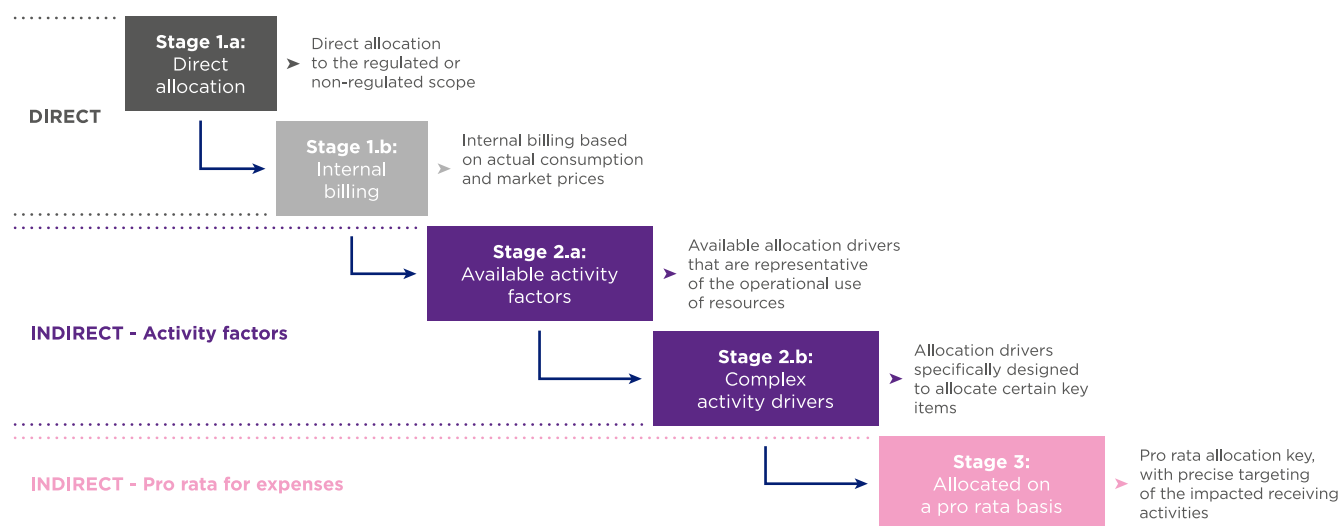 Stage 1.a:
Direct
allocation
Direct allocation
to the regulated or
non-regulated scope
DIRECT
Stage 1.b:
Internal
billing
Internal billing based
on actual consumption
and market prices
Stage 2.a:
Available activity
factors
Available allocation drivers
that are representative
of the operational use
of resources
INDIRECT - Activity factors
Stage 2.b:
Complex
activity drivers
Allocation drivers
specifically designed
to allocate certain key
items
INDIRECT - Pro rata for expenses
Stage 3:
Allocated on
a pro rata basis
Pro rata allocation key,
with precise targeting
of the impacted receiving
activities